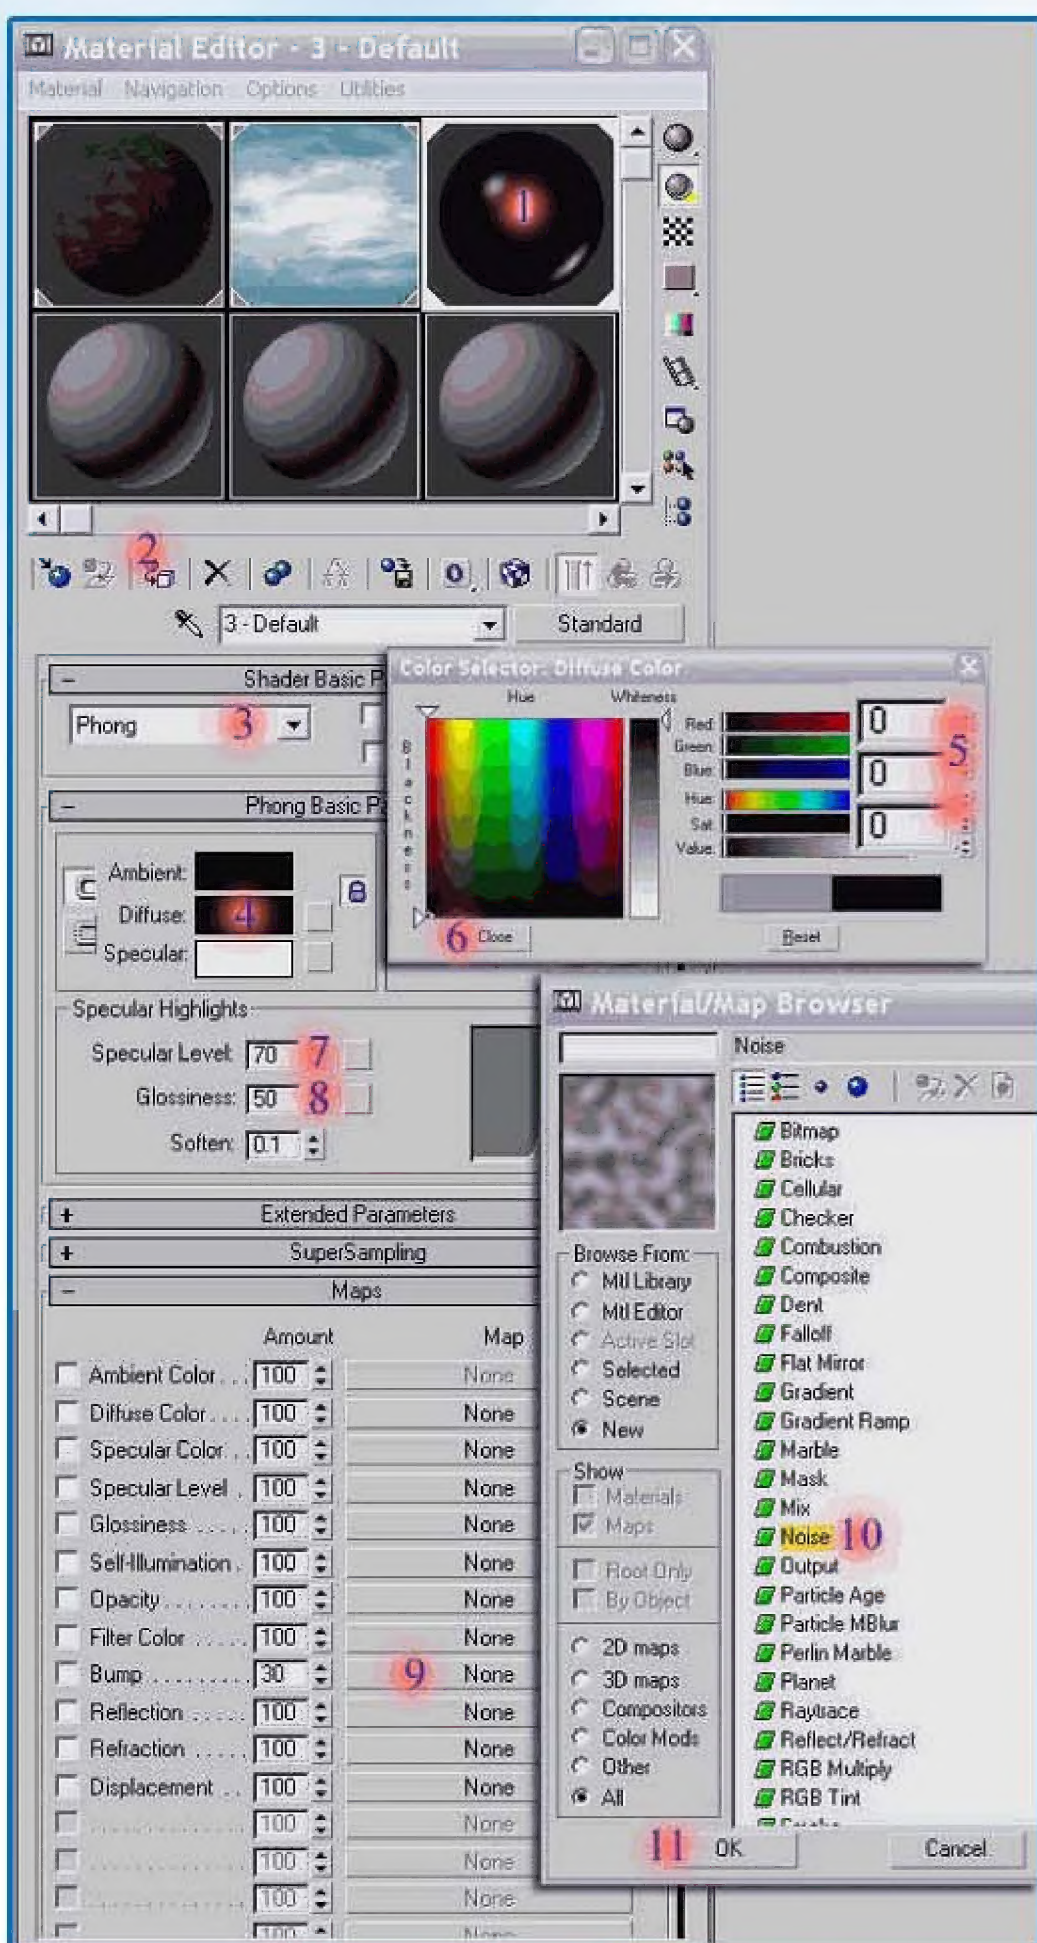 Material Editor - 3 - Default
Material Navigation Options Utilities
1
2
3 - Default
Standard
Shader Basic P
Phong 3
Phong Basic Pa
Ambient:
Diffuse: 4
Specular:
Specular Highlights
Specular Level: 70 7
Glossiness: 50 8
Soften: 0.1
+ Extended Parameters
+ SuperSampling
- Maps
Amount Map
Ambient Color . . . 100 None
Diffuse Color . . . . 100 None
Specular Color . . 100 None
Specular Level . 100 None
Glossiness . . . . . 100 None
Self-Illumination . 100 None
Opacity . . . . . . . . 100 None
Filter Color . . . . . 100 None
Bump . . . . . . . . . 30 9 None
Reflection . . . . . 100 None
Refraction . . . . . 100 None
Displacement . . 100 None
. . . . . . . . . . . . . . 100 None
. . . . . . . . . . . . . . 100 None
. . . . . . . . . . . . . . 100 None
100 None
Color Selector: Diffuse Color
Hue Whiteness
Blackness
Red: 0
Green:
Blue: 0
Hue:
Sat: 0
Value:
5
6 Close
Reset
Material/Map Browser
Noise
Bitmap
Bricks
Cellular
Checker
Combustion
Composite
Dent
Falloff
Flat Mirror
Gradient
Gradient Ramp
Marble
Mask
Mix
Noise 10
Output
Particle Age
Particle MBlur
Perlin Marble
Planet
Raytrace
Reflect/Refract
RGB Multiply
RGB Tint
Smoke
Browse From:
Mtl Library
Mtl Editor
Active Slot
Selected
Scene
New
Show
Materials
Maps
Root Only
By Object
2D maps
3D maps
Compositors
Color Mods
Other
All
11 OK
Cancel